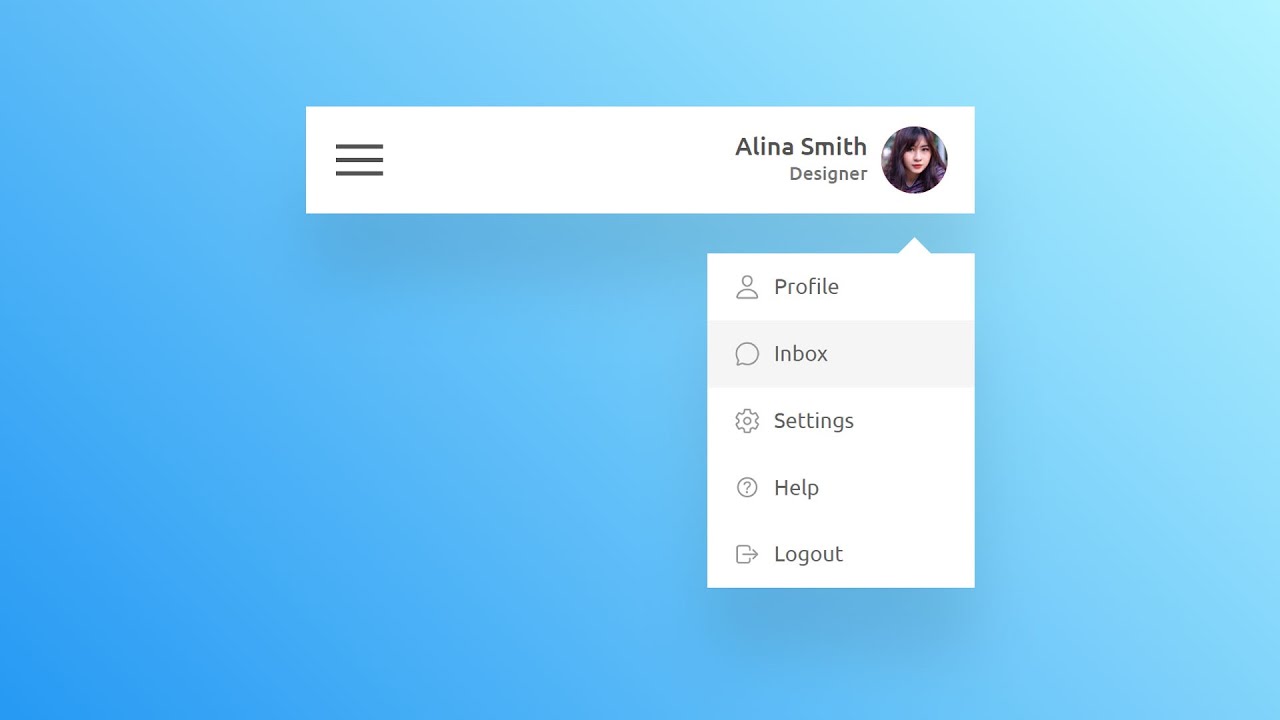 Alina Smith
Designer
Profile
Inbox
Settings
Help
Logout